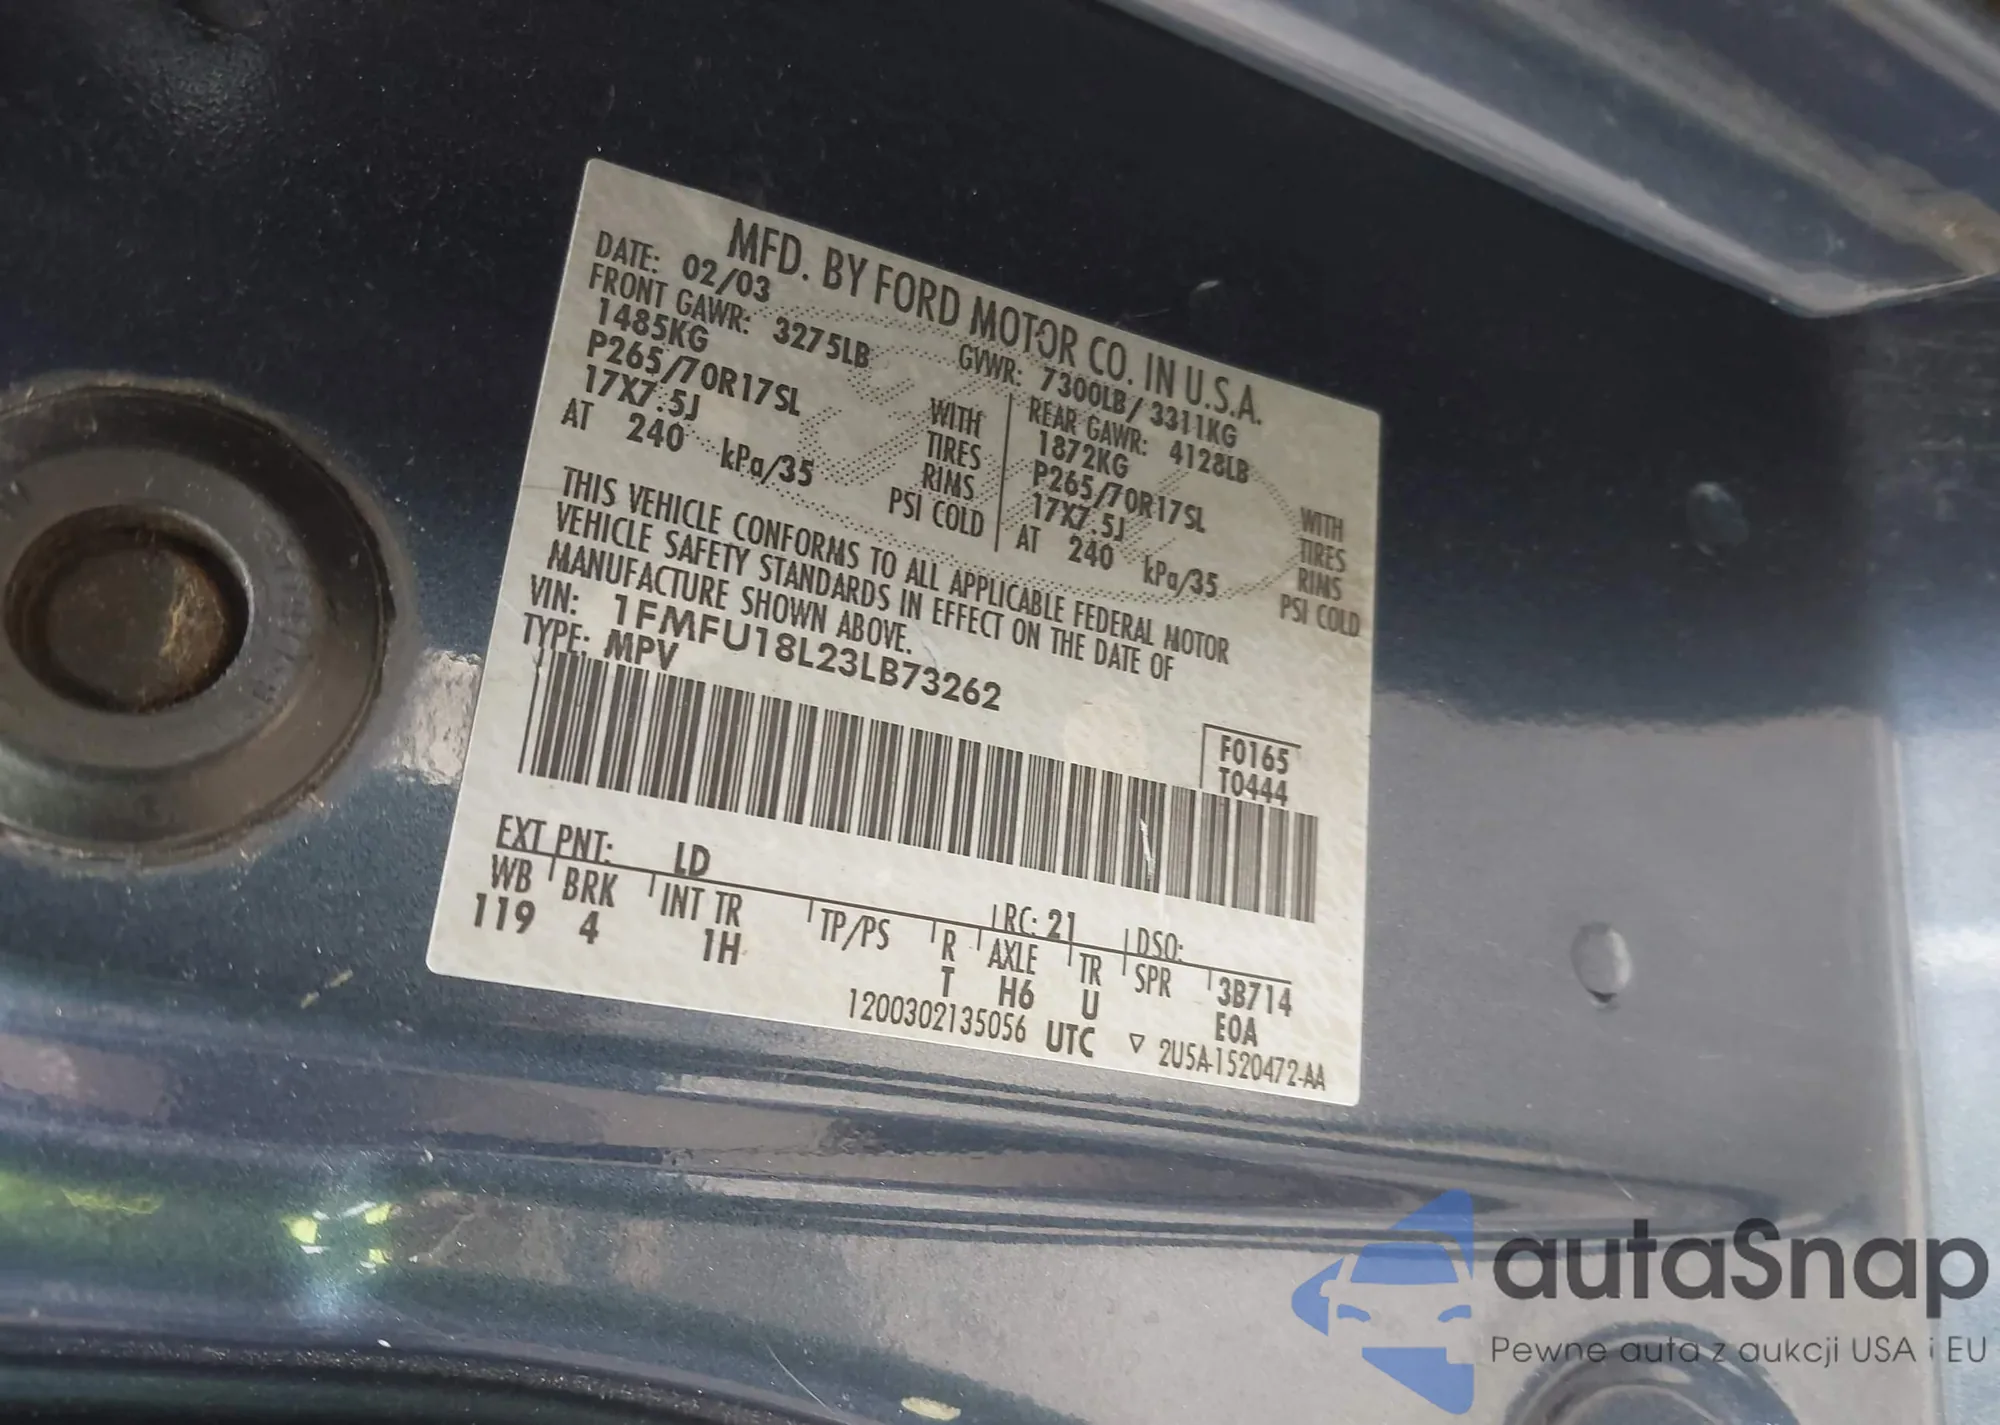 MFD. BY FORD MOTOR CO. IN U.S.A.
DATE: 02/03 GVWR: 7300LB/ 3311KG
FRONT GAWR: 3275LB REAR GAWR: 4128LB
1485KG WITH 1872KG WITH
P265/70R17SL TIRES P265/70R17SL TIRES
17X7.5J RIMS 17X7.5J RIMS
AT 240 kPa/35 PSI COLD AT 240 kPa/35 PSI COLD
THIS VEHICLE CONFORMS TO ALL APPLICABLE FEDERAL MOTOR
VEHICLE SAFETY STANDARDS IN EFFECT ON THE DATE OF
MANUFACTURE SHOWN ABOVE.
VIN: 1FMFU18L23LB73262
TYPE: MPV
F0165
T0444
EXT PNT: LD RC: 21 DSO:
WB BRK INT TR TP/PS R AXLE TR SPR 3B714
119 4 1H T H6 U E0A
1200302135056 UTC ▽ 2U5A-1520472-AA
autaSnap
Pewne auta z aukcji USA i EU